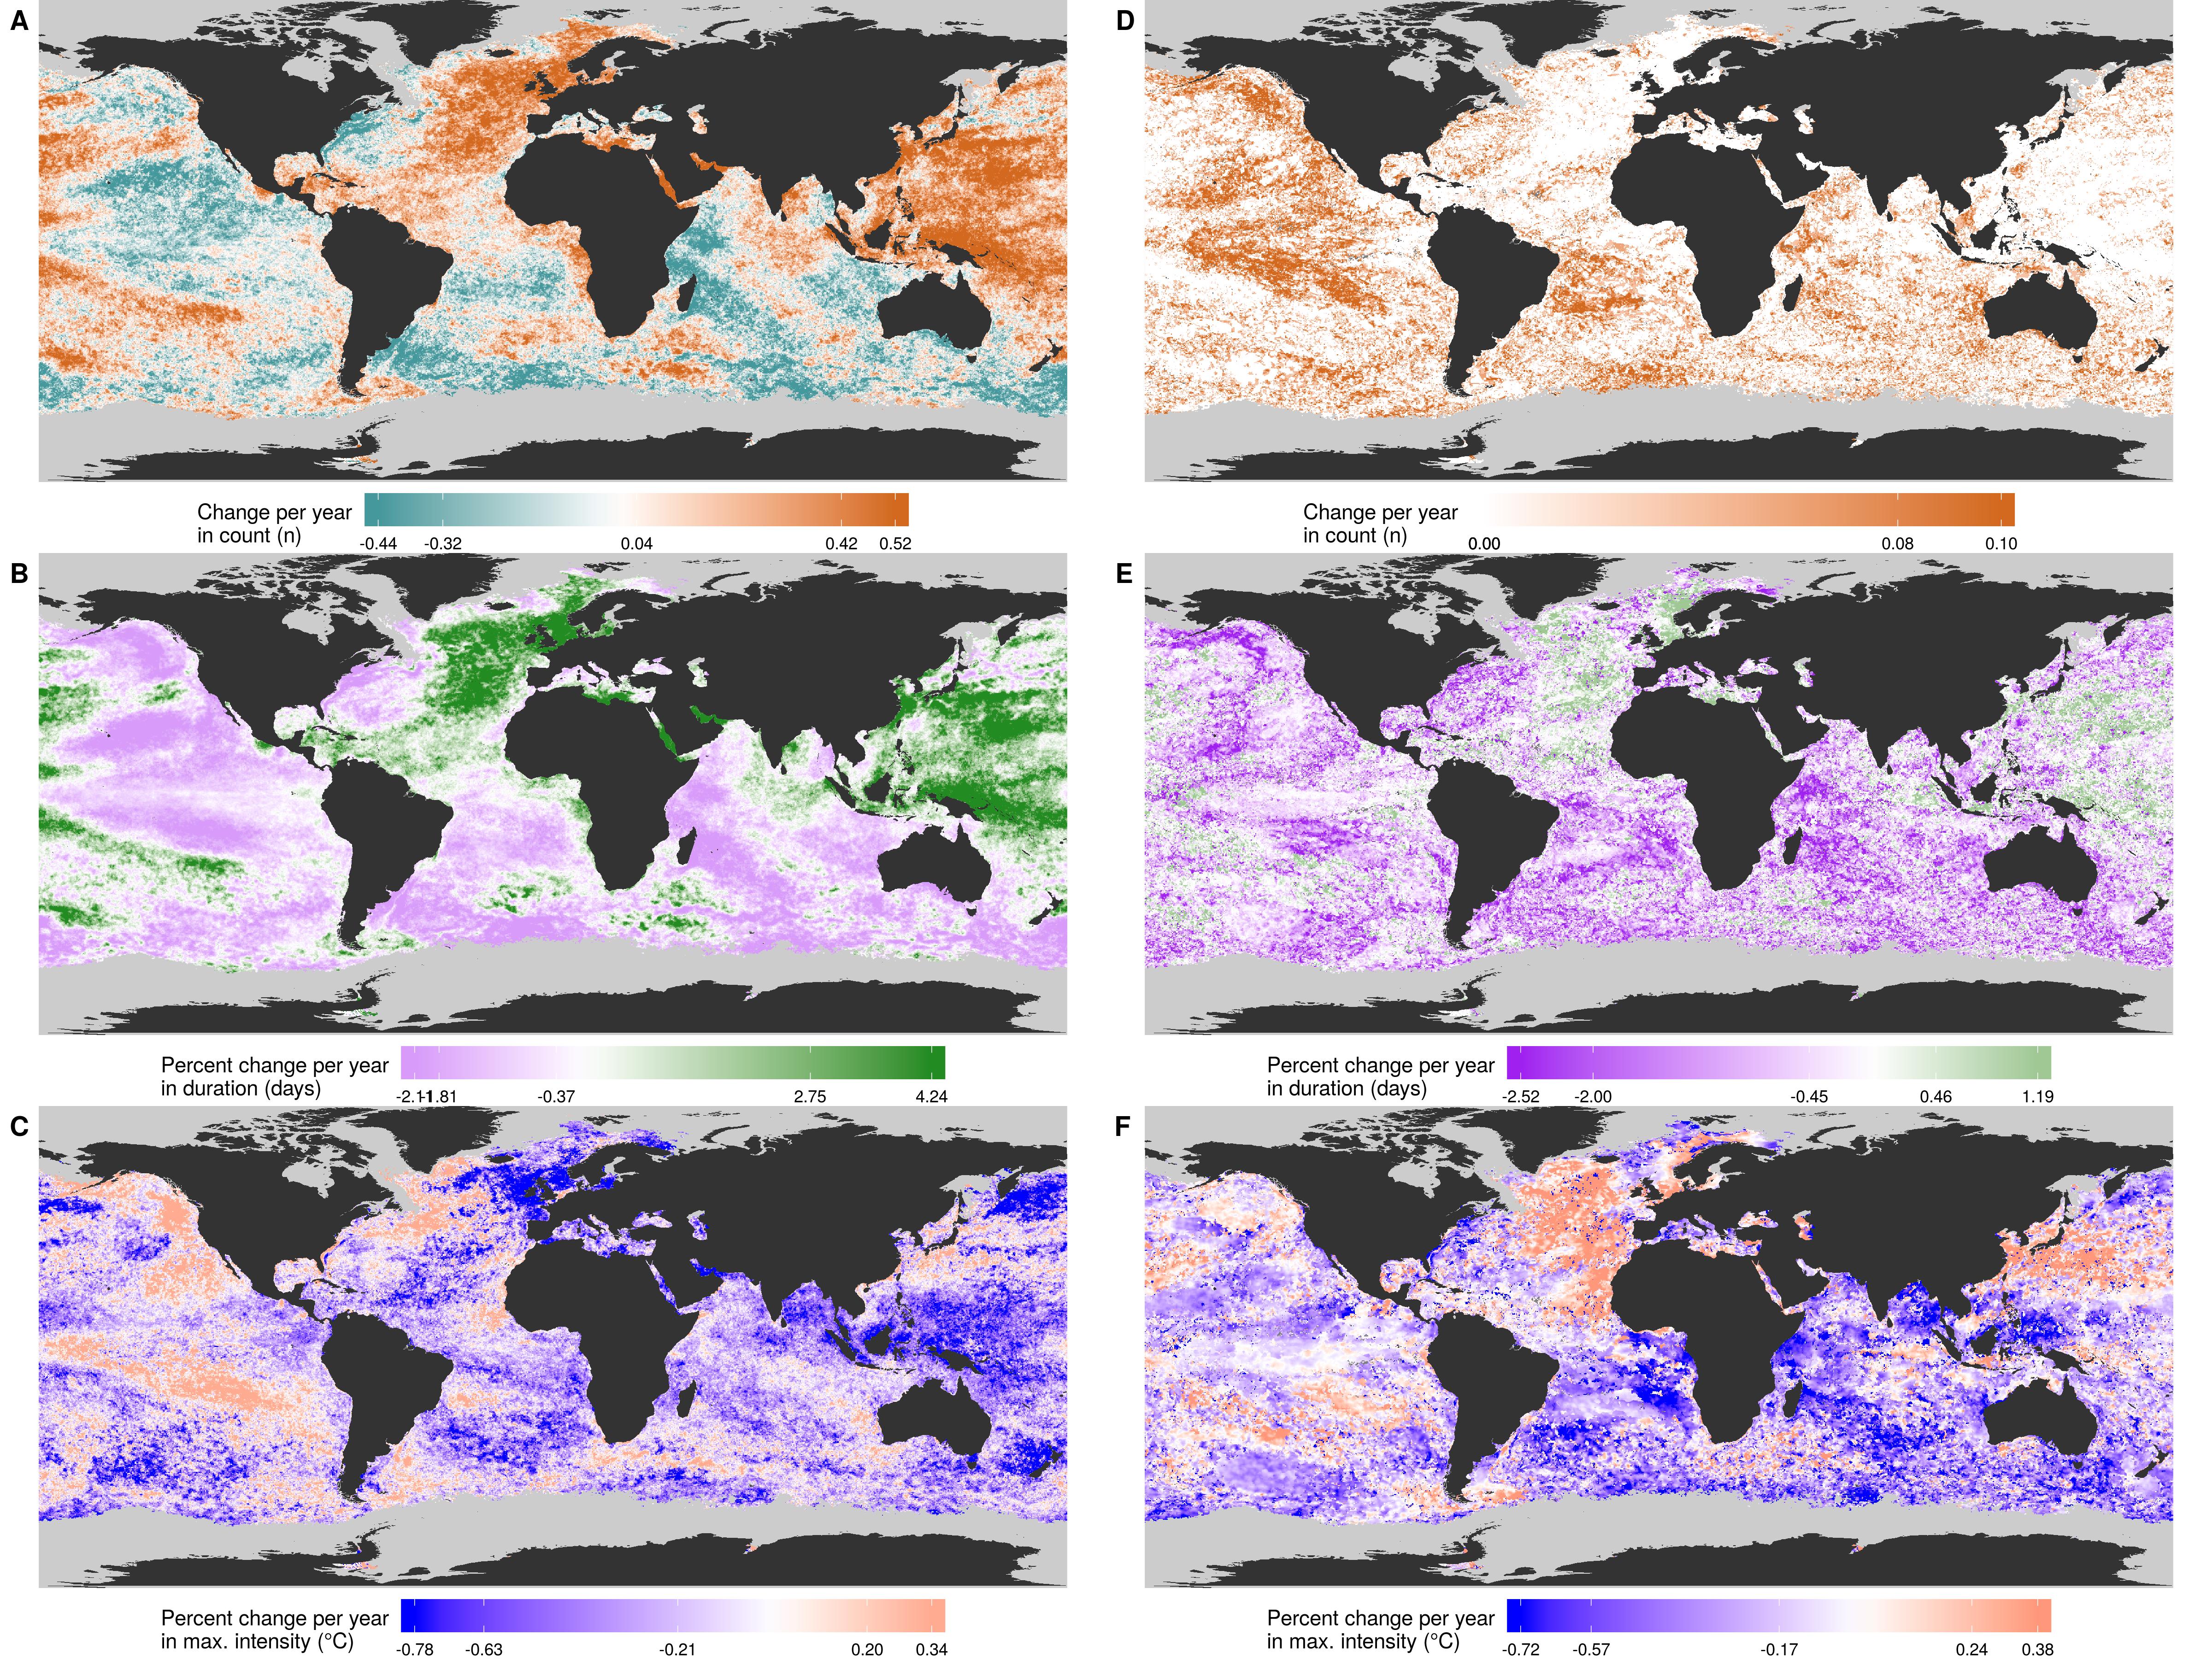 A
Change per year
in count (n)
-0.44 -0.32 0.04 0.42 0.52
B
Percent change per year
in duration (days)
-2.11 -1.81 -0.37 2.75 4.24
C
Percent change per year
in max. intensity (°C)
-0.78 -0.63 -0.21 0.20 0.34
D
Change per year
in count (n)
0.00 0.08 0.10
E
Percent change per year
in duration (days)
-2.52 -2.00 -0.45 0.46 1.19
F
Percent change per year
in max. intensity (°C)
-0.72 -0.57 -0.17 0.24 0.38